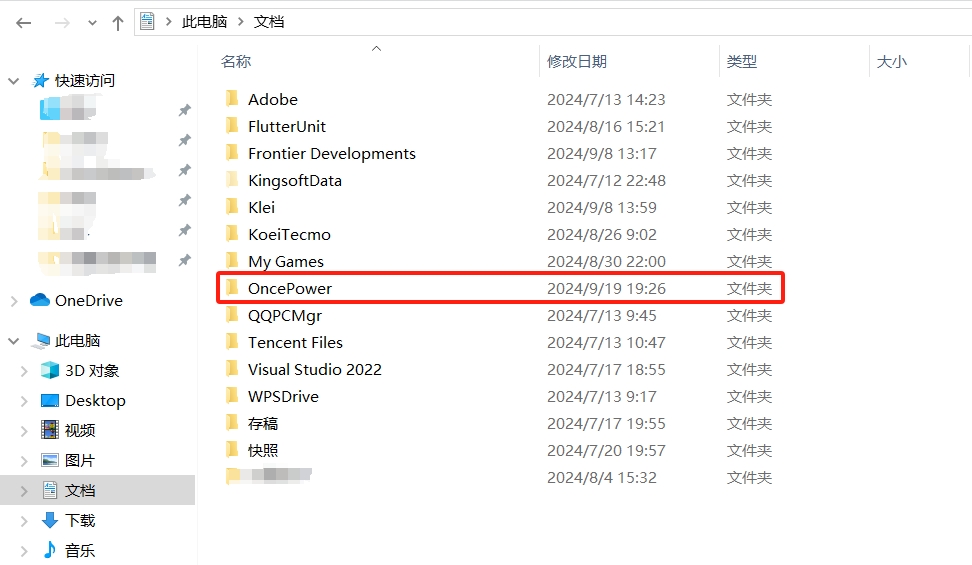 此电脑 文档
名称 修改日期 类型 大小
快速访问
OneDrive
此电脑
3D 对象
Desktop
视频
图片
文档
下载
音乐
Adobe 2024/7/13 14:23 文件夹
FlutterUnit 2024/8/16 15:21 文件夹
Frontier Developments 2024/9/8 13:17 文件夹
KingsoftData 2024/7/12 22:48 文件夹
Klei 2024/9/8 13:59 文件夹
KoeiTecmo 2024/8/26 9:02 文件夹
My Games 2024/8/30 22:00 文件夹
OncePower 2024/9/19 19:26 文件夹
QQPCMgr 2024/7/13 9:45 文件夹
Tencent Files 2024/7/13 10:47 文件夹
Visual Studio 2022 2024/7/17 18:55 文件夹
WPSDrive 2024/7/13 9:17 文件夹
存稿 2024/7/17 19:55 文件夹
快照 2024/7/20 19:57 文件夹
2024/8/4 15:32 文件夹